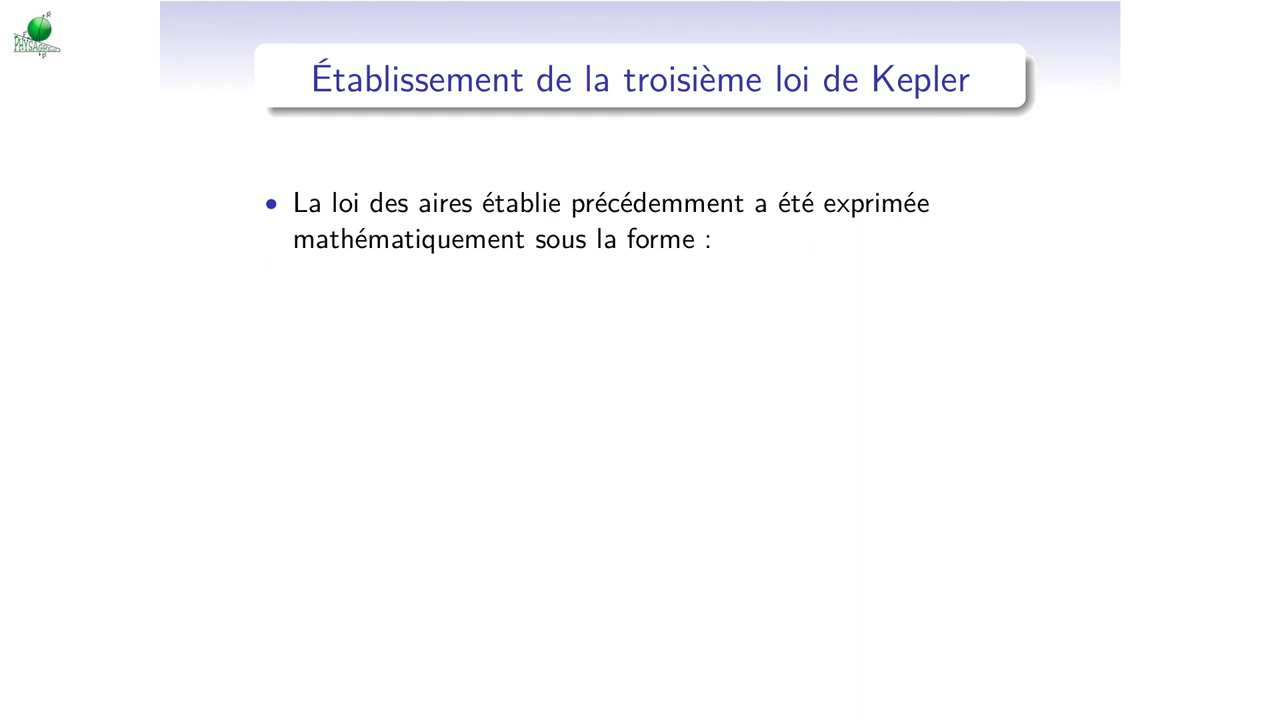 Établissement de la troisième loi de Kepler
• La loi des aires établie précédemment a été exprimée
mathématiquement sous la forme :